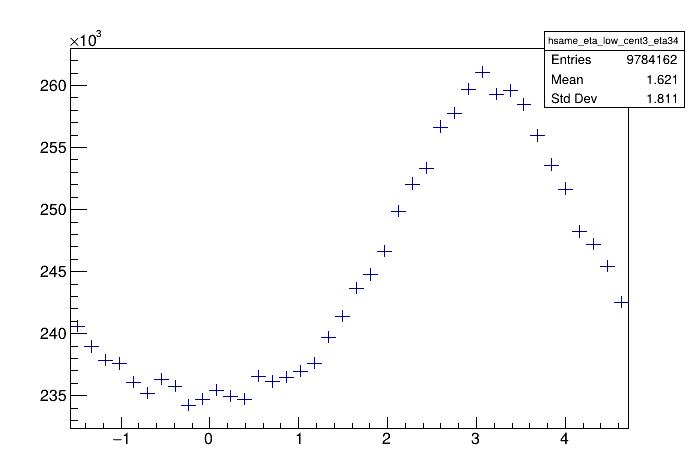 ×10³
hsame_eta_low_cent3_eta34
Entries 9784162
Mean 1.621
Std Dev 1.811
260
255
250
245
240
235
−1 0 1 2 3 4